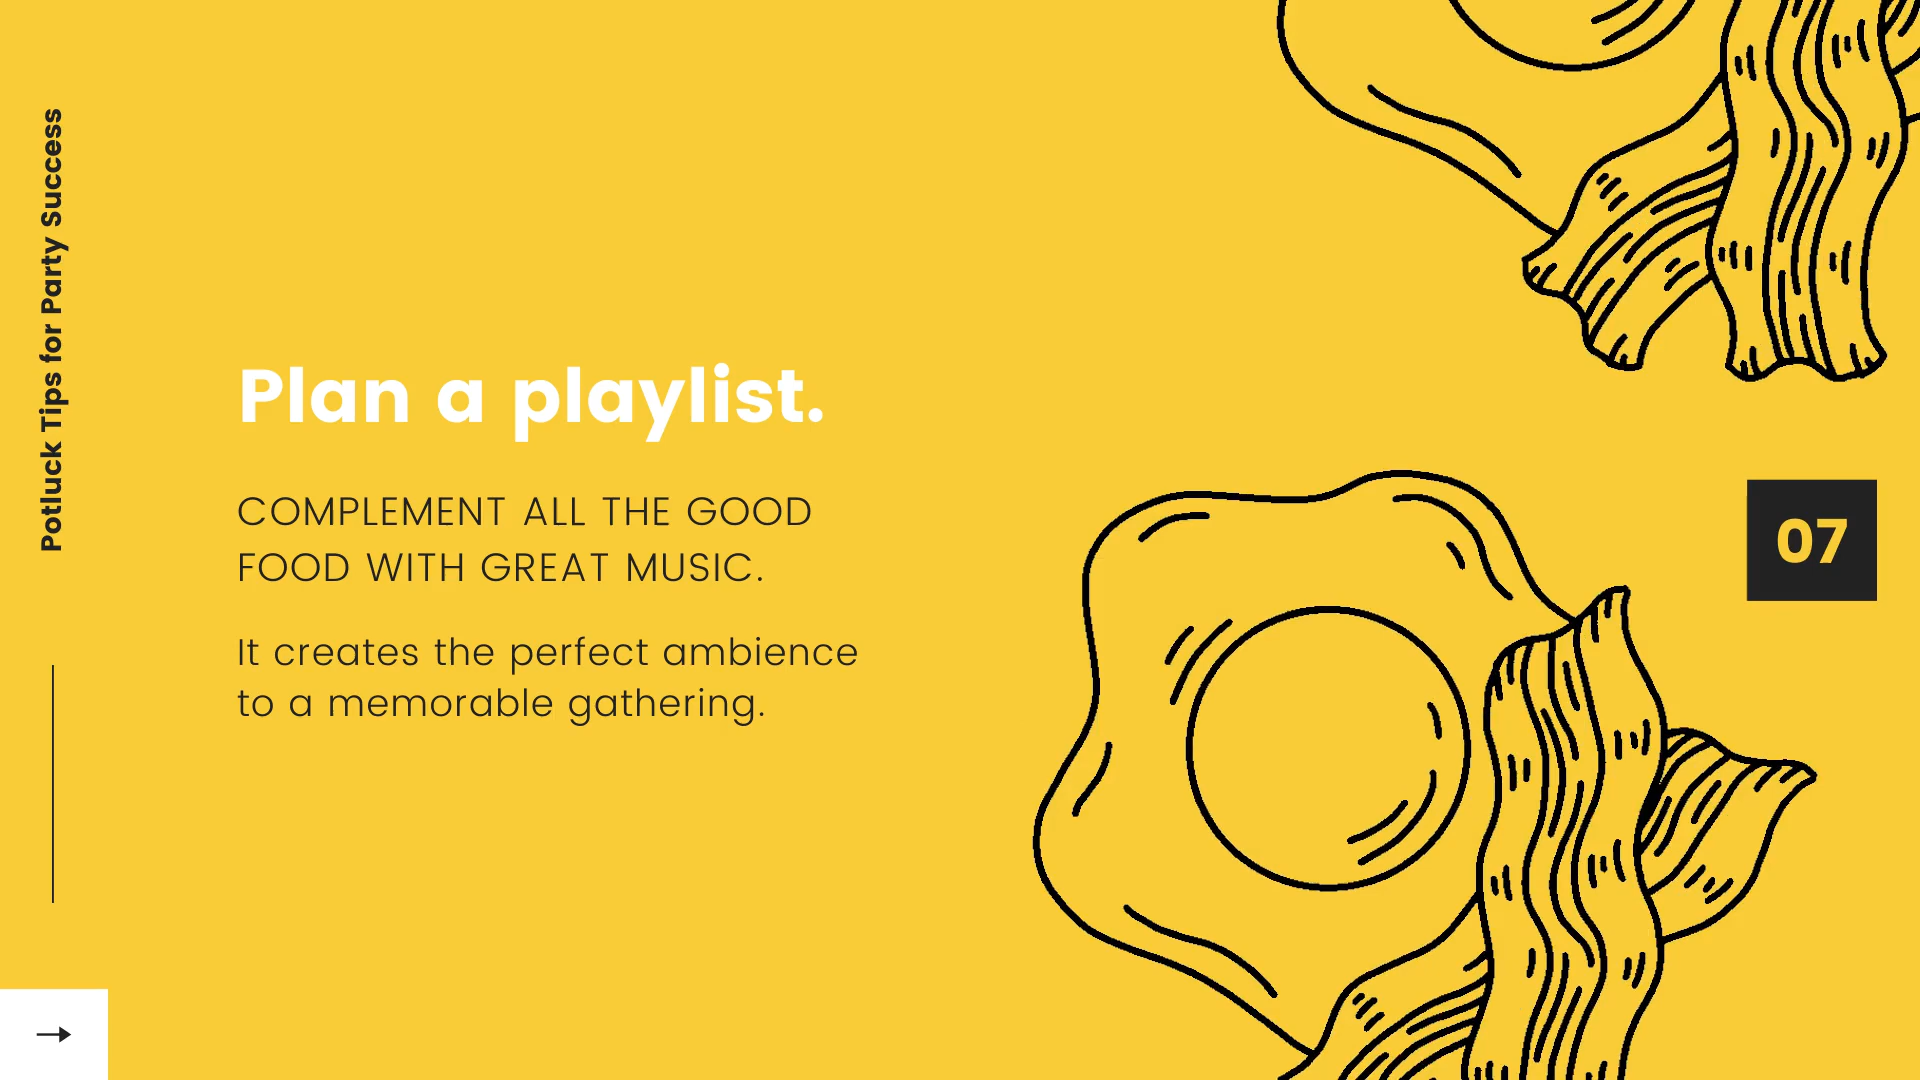 Potluck Tips for Party Success
Plan a playlist.
COMPLEMENT ALL THE GOOD
FOOD WITH GREAT MUSIC.
It creates the perfect ambience
to a memorable gathering.
07